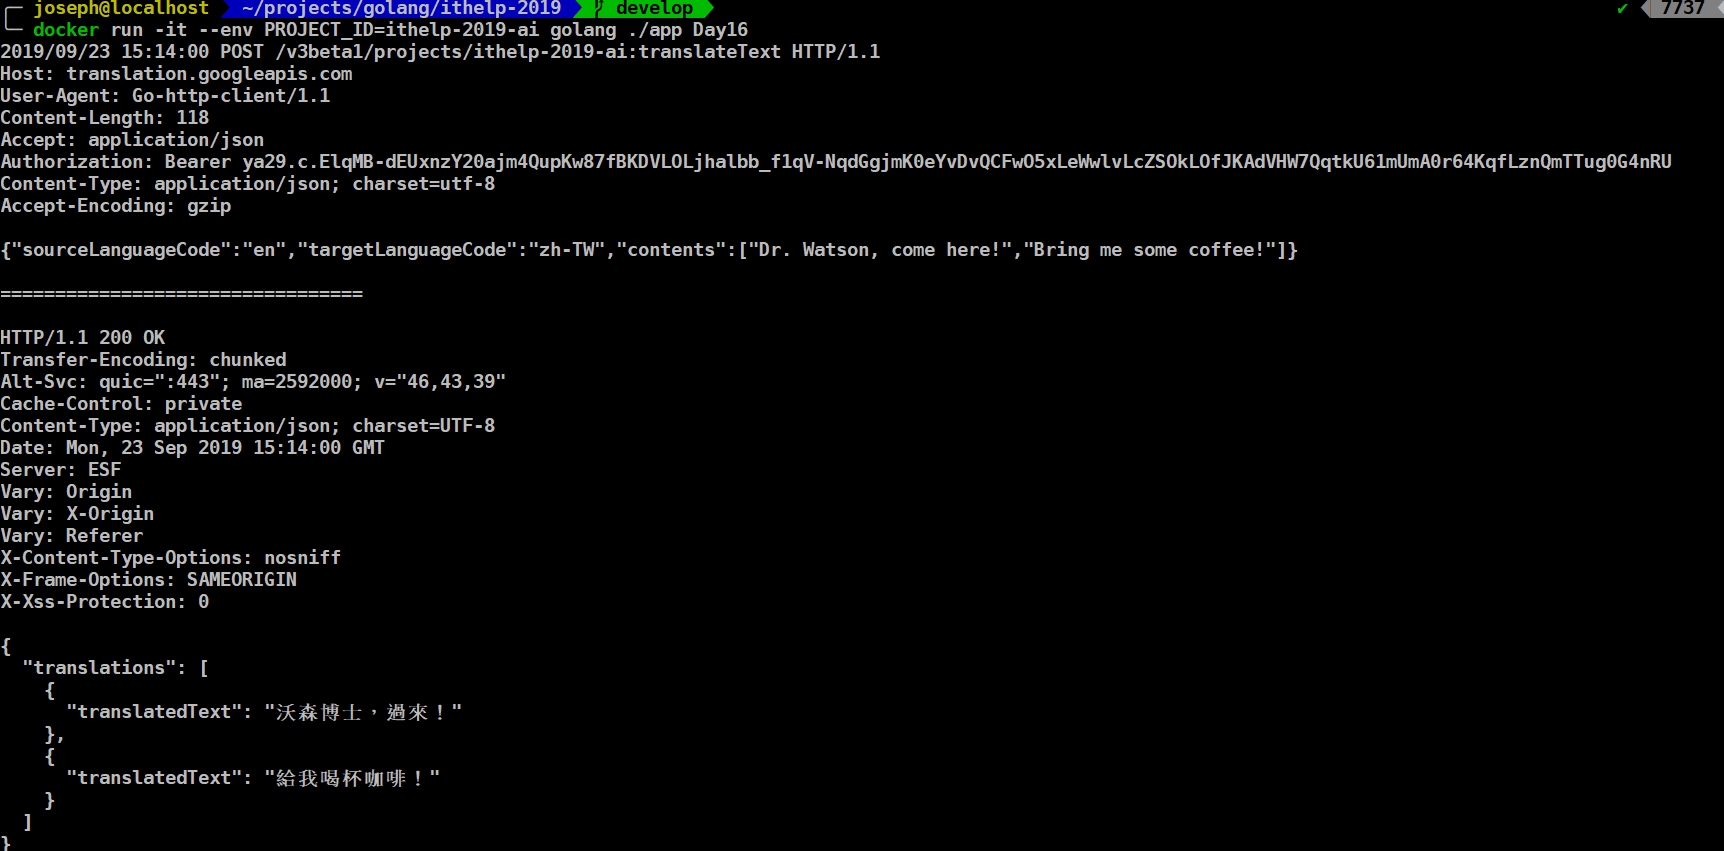 joseph@localhost ~/projects/golang/ithelp-2019 develop ✔ 7737
docker run -it --env PROJECT_ID=ithelp-2019-ai golang ./app Day16
2019/09/23 15:14:00 POST /v3beta1/projects/ithelp-2019-ai:translateText HTTP/1.1
Host: translation.googleapis.com
User-Agent: Go-http-client/1.1
Content-Length: 118
Accept: application/json
Authorization: Bearer ya29.c.ElqMB-dEUxnzY20ajm4QupKw87fBKDVLOLjhalbb_f1qV-NqdGgjmK0eYvDvQCFwO5xLeWwlvLcZSOkLOfJKAdVHW7QqtkU61mUmA0r64KqfLznQmTTug0G4nRU
Content-Type: application/json; charset=utf-8
Accept-Encoding: gzip
{"sourceLanguageCode":"en","targetLanguageCode":"zh-TW","contents":["Dr. Watson, come here!","Bring me some coffee!"]}
=================================
HTTP/1.1 200 OK
Transfer-Encoding: chunked
Alt-Svc: quic=":443"; ma=2592000; v="46,43,39"
Cache-Control: private
Content-Type: application/json; charset=UTF-8
Date: Mon, 23 Sep 2019 15:14:00 GMT
Server: ESF
Vary: Origin
Vary: X-Origin
Vary: Referer
X-Content-Type-Options: nosniff
X-Frame-Options: SAMEORIGIN
X-Xss-Protection: 0
{
  "translations": [
    {
      "translatedText": "沃森博士，過來！"
    },
    {
      "translatedText": "給我喝杯咖啡！"
    }
  ]
}